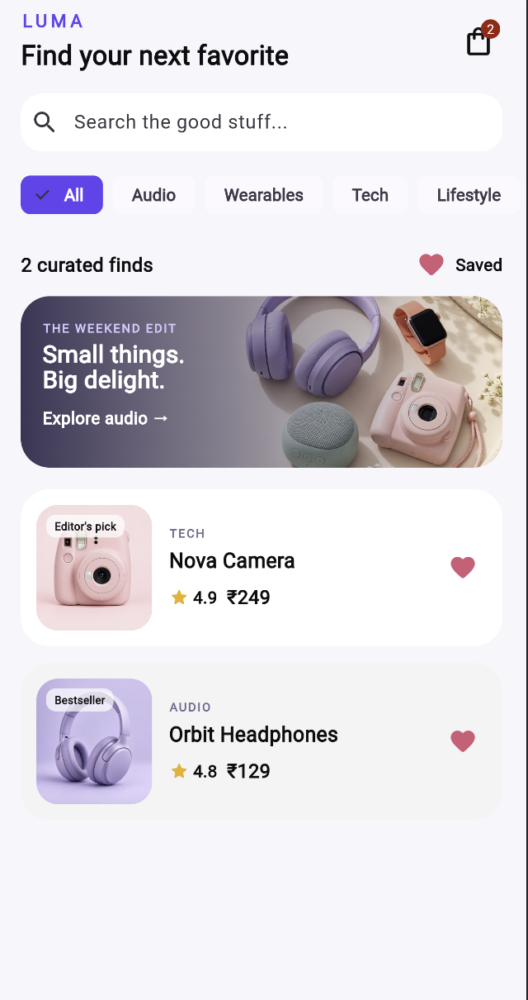 LUMA
2
Find your next favorite
Search the good stuff...
All
Audio
Wearables
Tech
Lifestyle
2 curated finds
Saved
THE WEEKEND EDIT
Small things.
Big delight.
Explore audio →
Editor's pick
TECH
Nova Camera
4.9 ₹249
Bestseller
AUDIO
Orbit Headphones
4.8 ₹129